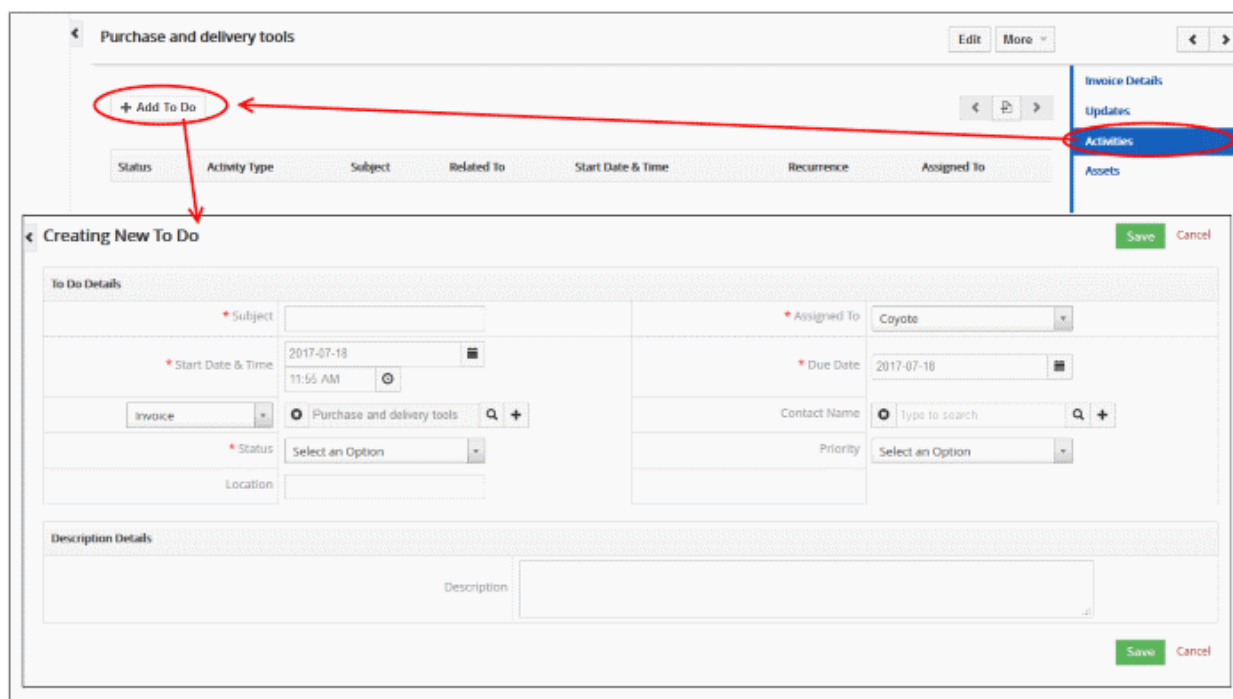 Purchase and delivery tools
Edit More
Invoice Details
+ Add To Do
Updates
Activities
Status Activity Type Subject Related To Start Date & Time Recurrence Assigned To
Assets
Creating New To Do
Save Cancel
To Do Details
* Subject
* Assigned To Coyote
* Start Date & Time 2017-07-18
11:55 AM
* Due Date 2017-07-18
Invoice Purchase and delivery tools
Contact Name Type to search
* Status Select an Option
Priority Select an Option
Location
Description Details
Description
Save Cancel